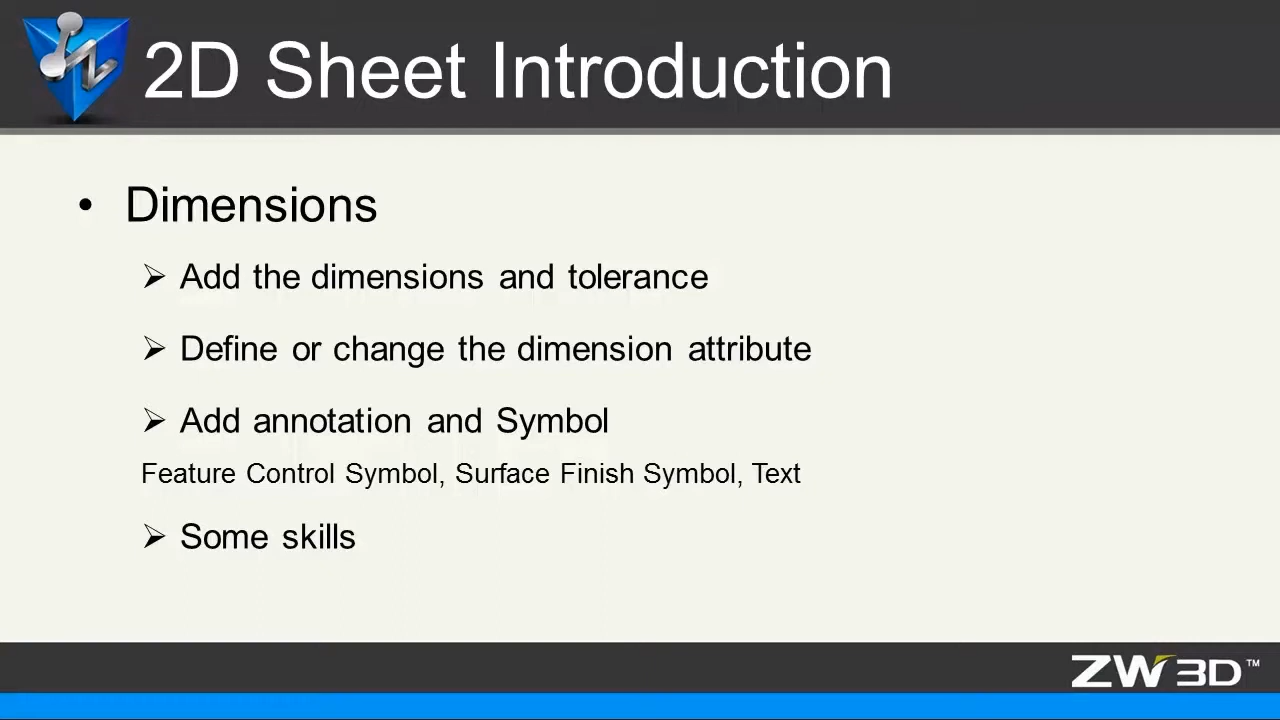 2D Sheet Introduction
• Dimensions
➢ Add the dimensions and tolerance
➢ Define or change the dimension attribute
➢ Add annotation and Symbol
Feature Control Symbol, Surface Finish Symbol, Text
➢ Some skills
ZW3D™